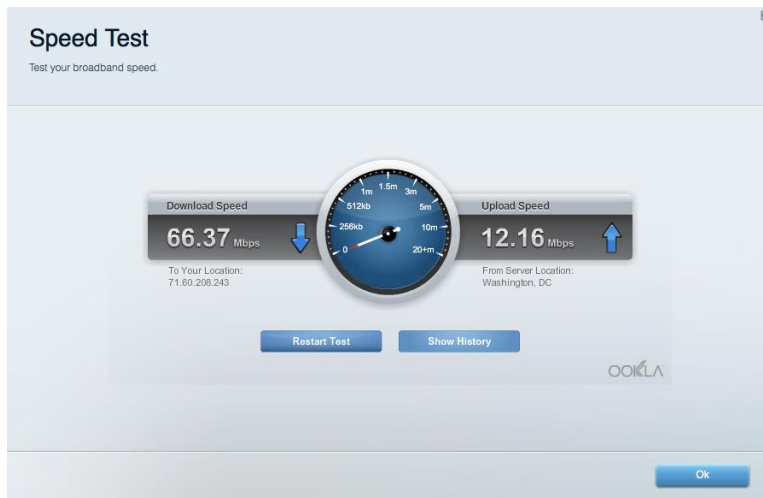 Speed Test
Test your broadband speed.
Download Speed
66.37 Mbps
To Your Location:
71.60.208.243
0
256kb
512kb
1m
1.5m
3m
5m
10m
20+m
Upload Speed
12.16 Mbps
From Server Location:
Washington, DC
Restart Test
Show History
OOKLA
Ok